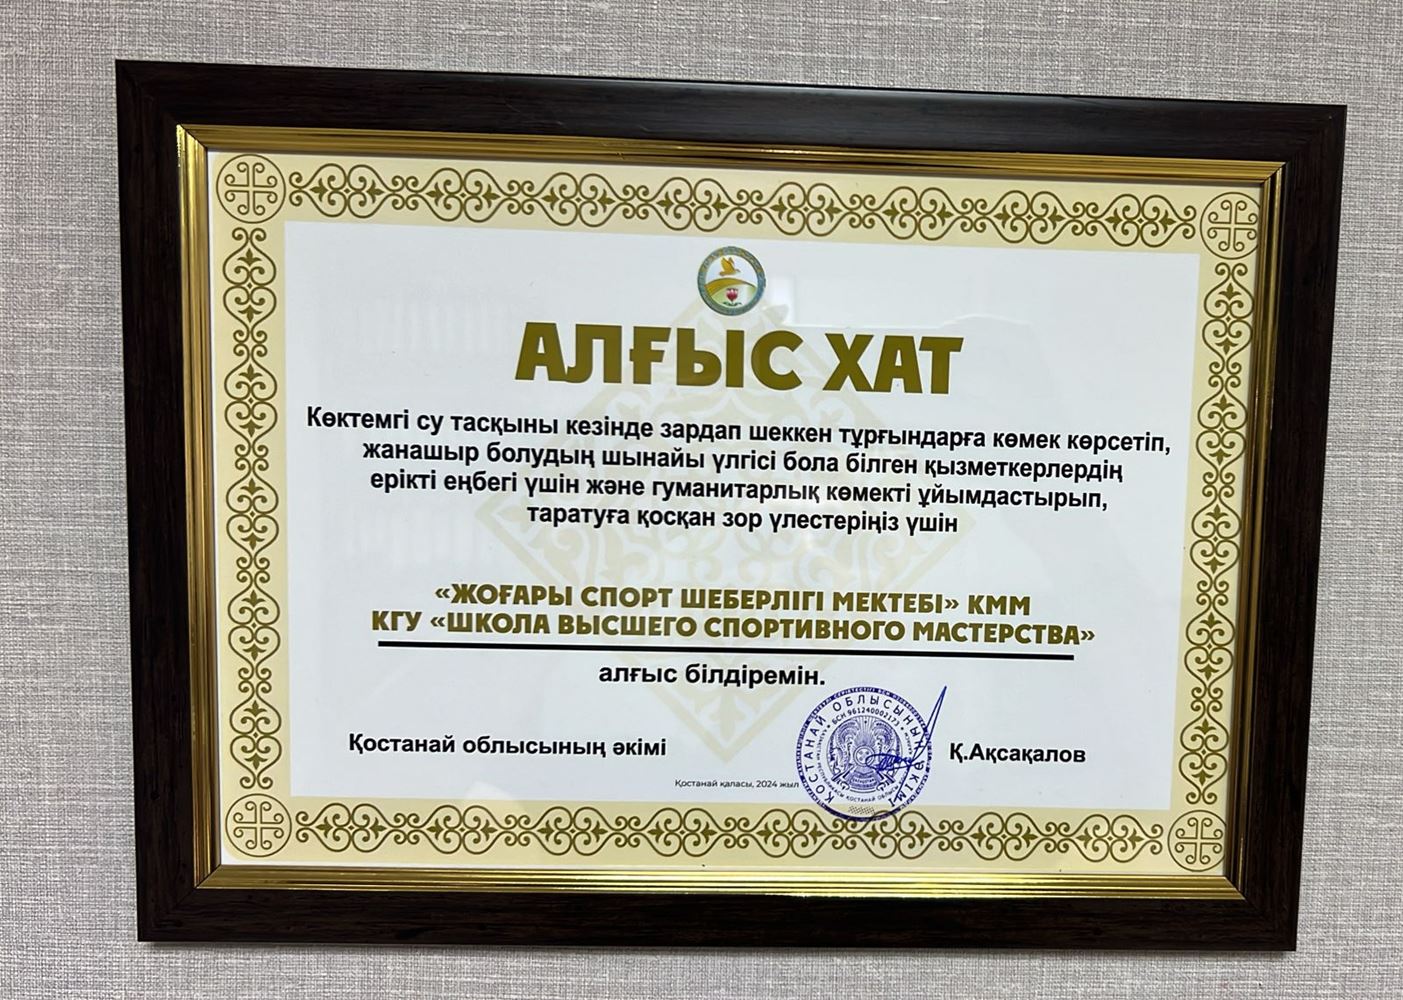 АЛҒЫС ХАТ
Көктемгі су тасқыны кезінде зардап шеккен тұрғындарға көмек көрсетіп,
жанашыр болудың шынайы үлгісі бола білген қызметкерлердің
ерікті еңбегі үшін және гуманитарлық көмекті ұйымдастырып,
таратуға қосқан зор үлестеріңіз үшін
«ЖОҒАРЫ СПОРТ ШЕБЕРЛІГІ МЕКТЕБІ» КММ
КГУ «ШКОЛА ВЫСШЕГО СПОРТИВНОГО МАСТЕРСТВА»
алғыс білдіремін.
Қостанай облысының әкімі
Қ.Ақсақалов
Қостанай қаласы, 2024 жыл
ҚОСТАНАЙ ОБЛЫСЫНЫҢ ӘКІМІ
БСН 961240002173